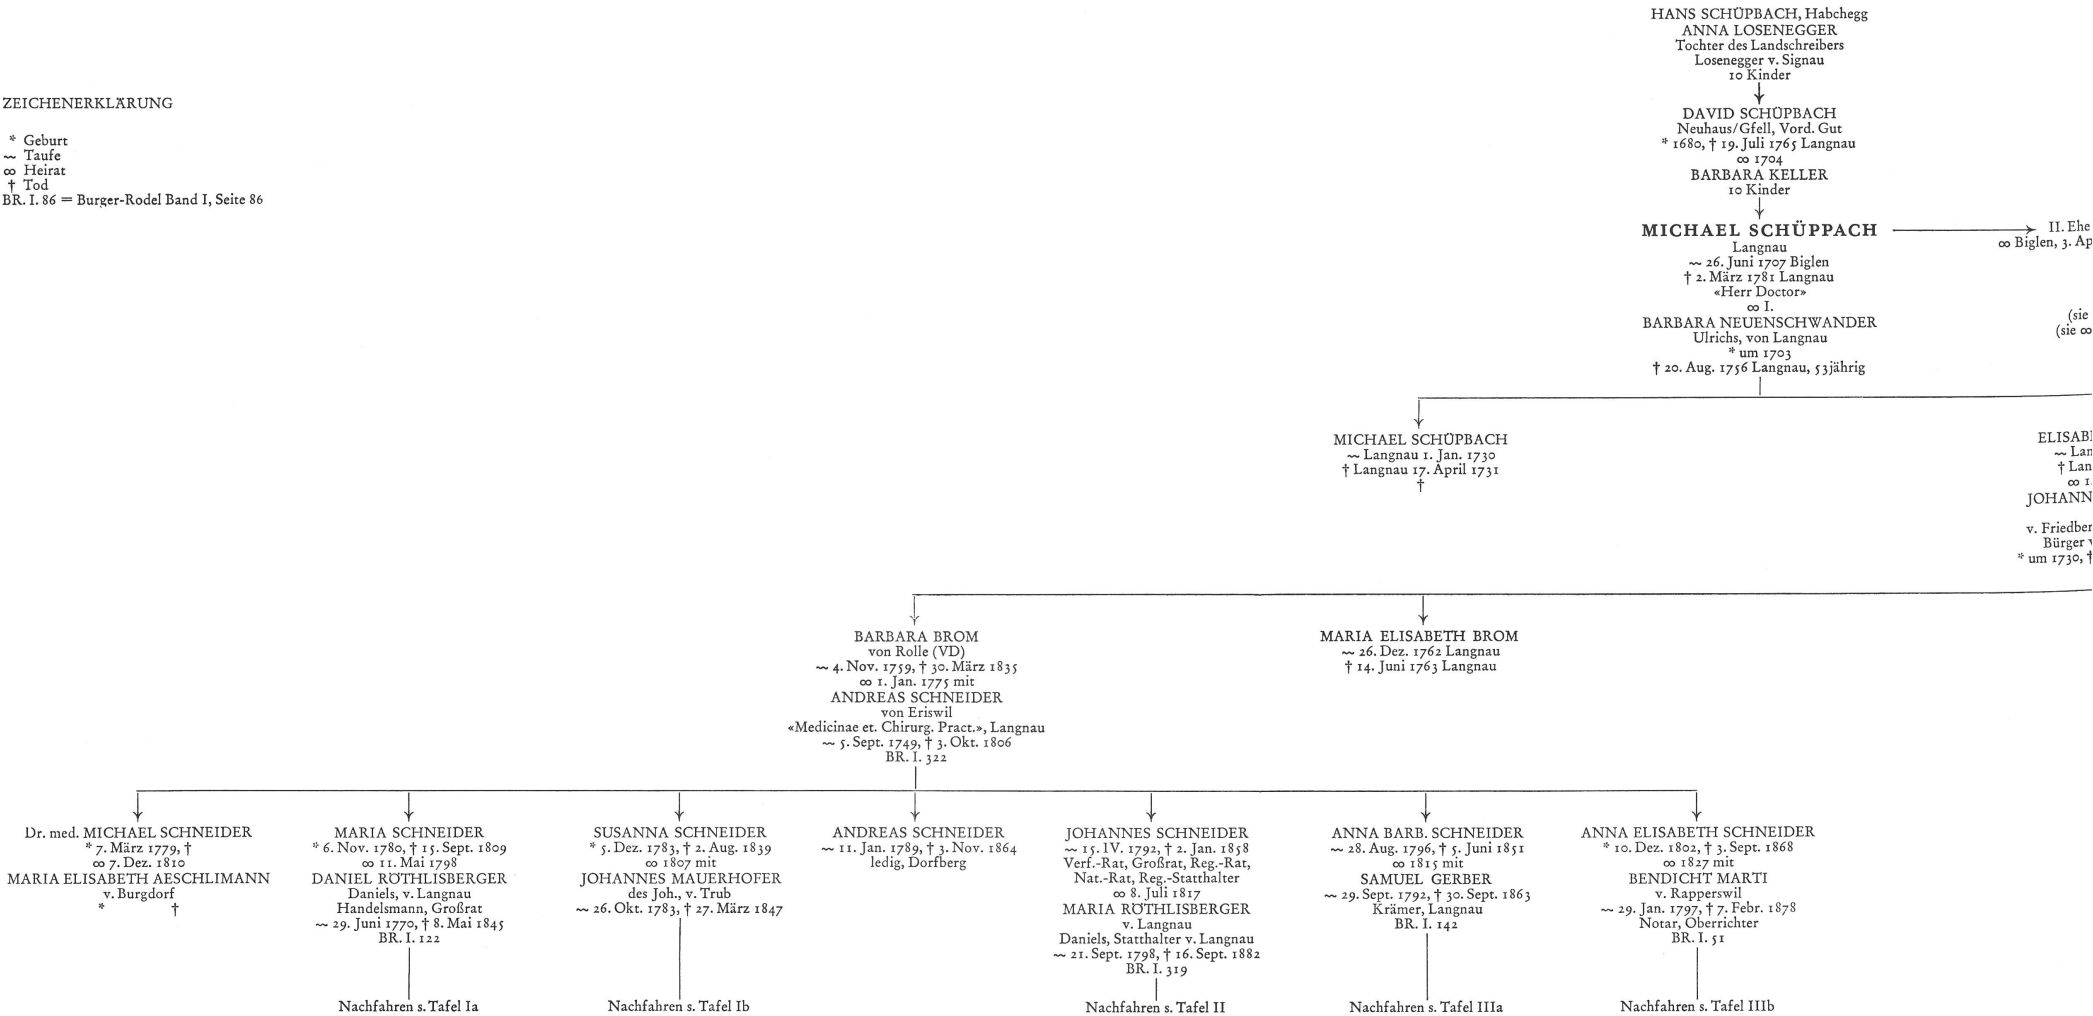 HANS SCHÜPBACH, Habchegg
ANNA LOSENEGGER
Tochter des Landschreibers
Losenegger v. Signau
10 Kinder
ZEICHENERKLÄRUNG
* Geburt
~ Taufe
∞ Heirat
† Tod
BR. I. 86 = Burger-Rodel Band I, Seite 86
DAVID SCHÜPBACH
Neuhaus/Gfell, Vord. Gut
* 1680, † 19. Juli 1765 Langnau
∞ 1704
BARBARA KELLER
10 Kinder
MICHAEL SCHÜPPACH
Langnau
~ 26. Juni 1707 Biglen
† 2. März 1781 Langnau
«Herr Doctor»
∞ I.
BARBARA NEUENSCHWANDER
Ulrichs, von Langnau
* um 1703
† 20. Aug. 1756 Langnau, 53jährig
II. Ehe
∞ Biglen, 3. Ap
(sie
(sie ∞
MICHAEL SCHÜPBACH
~ Langnau 1. Jan. 1730
† Langnau 17. April 1731
†
ELISAB
~ Lan
† Lan
∞ 1.
JOHANN
v. Friedber
Bürger v
* um 1730, †
BARBARA BROM
von Rolle (VD)
~ 4. Nov. 1759, † 30. März 1835
∞ 1. Jan. 1775 mit
ANDREAS SCHNEIDER
von Eriswil
«Medicinae et. Chirurg. Pract.», Langnau
~ 5. Sept. 1749, † 3. Okt. 1806
BR. I. 322
MARIA ELISABETH BROM
~ 26. Dez. 1762 Langnau
† 14. Juni 1763 Langnau
Dr. med. MICHAEL SCHNEIDER
* 7. März 1779, †
∞ 7. Dez. 1810
MARIA ELISABETH AESCHLIMANN
v. Burgdorf
* †
MARIA SCHNEIDER
* 6. Nov. 1780, † 15. Sept. 1809
∞ 11. Mai 1798
DANIEL RÖTHLISBERGER
Daniels, v. Langnau
Handelsmann, Großrat
~ 29. Juni 1770, † 8. Mai 1845
BR. I. 122
Nachfahren s. Tafel Ia
SUSANNA SCHNEIDER
* 5. Dez. 1783, † 2. Aug. 1839
∞ 1807 mit
JOHANNES MAUERHOFER
des Joh., v. Trub
~ 26. Okt. 1783, † 27. März 1847
Nachfahren s. Tafel Ib
ANDREAS SCHNEIDER
~ 11. Jan. 1789, † 3. Nov. 1864
ledig, Dorfberg
JOHANNES SCHNEIDER
~ 15. IV. 1792, † 2. Jan. 1858
Verf.-Rat, Großrat, Reg.-Rat,
Nat.-Rat, Reg.-Statthalter
∞ 8. Juli 1817
MARIA RÖTHLISBERGER
v. Langnau
Daniels, Statthalter v. Langnau
~ 21. Sept. 1798, † 16. Sept. 1882
BR. I. 319
Nachfahren s. Tafel II
ANNA BARB. SCHNEIDER
~ 28. Aug. 1796, † 5. Juni 1851
∞ 1815 mit
SAMUEL GERBER
~ 29. Sept. 1792, † 30. Sept. 1863
Krämer, Langnau
BR. I. 142
Nachfahren s. Tafel IIIa
ANNA ELISABETH SCHNEIDER
* 10. Dez. 1802, † 3. Sept. 1868
∞ 1827 mit
BENDICHT MARTI
v. Rapperswil
~ 29. Jan. 1797, † 7. Febr. 1878
Notar, Oberrichter
BR. I. 51
Nachfahren s. Tafel IIIb